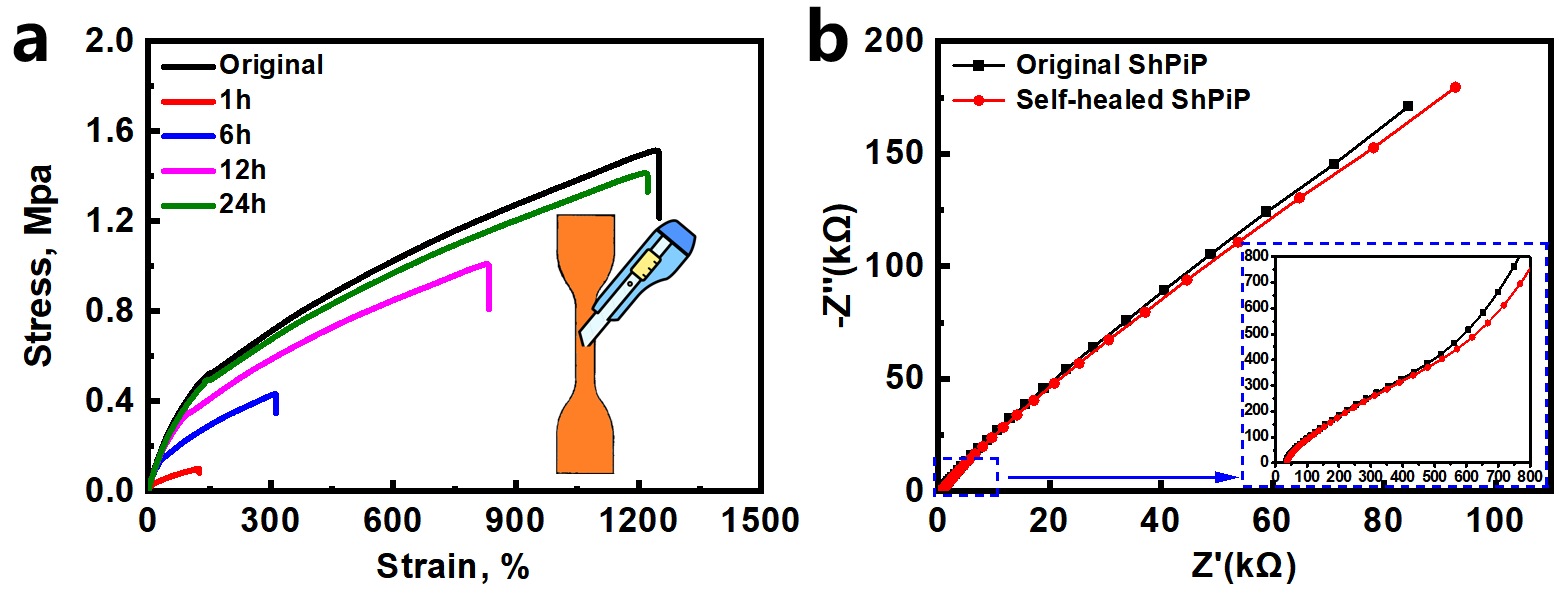 a
2.0
1.6
1.2
0.8
0.4
0.0
Stress, Mpa
Original
1h
6h
12h
24h
0 300 600 900 1200 1500
Strain, %
b
200
150
100
50
0
-Z''(kΩ)
Original ShPiP
Self-healed ShPiP
800
700
600
500
400
300
200
100
0
0 100 200 300 400 500 600 700 800
0 20 40 60 80 100
Z'(kΩ)